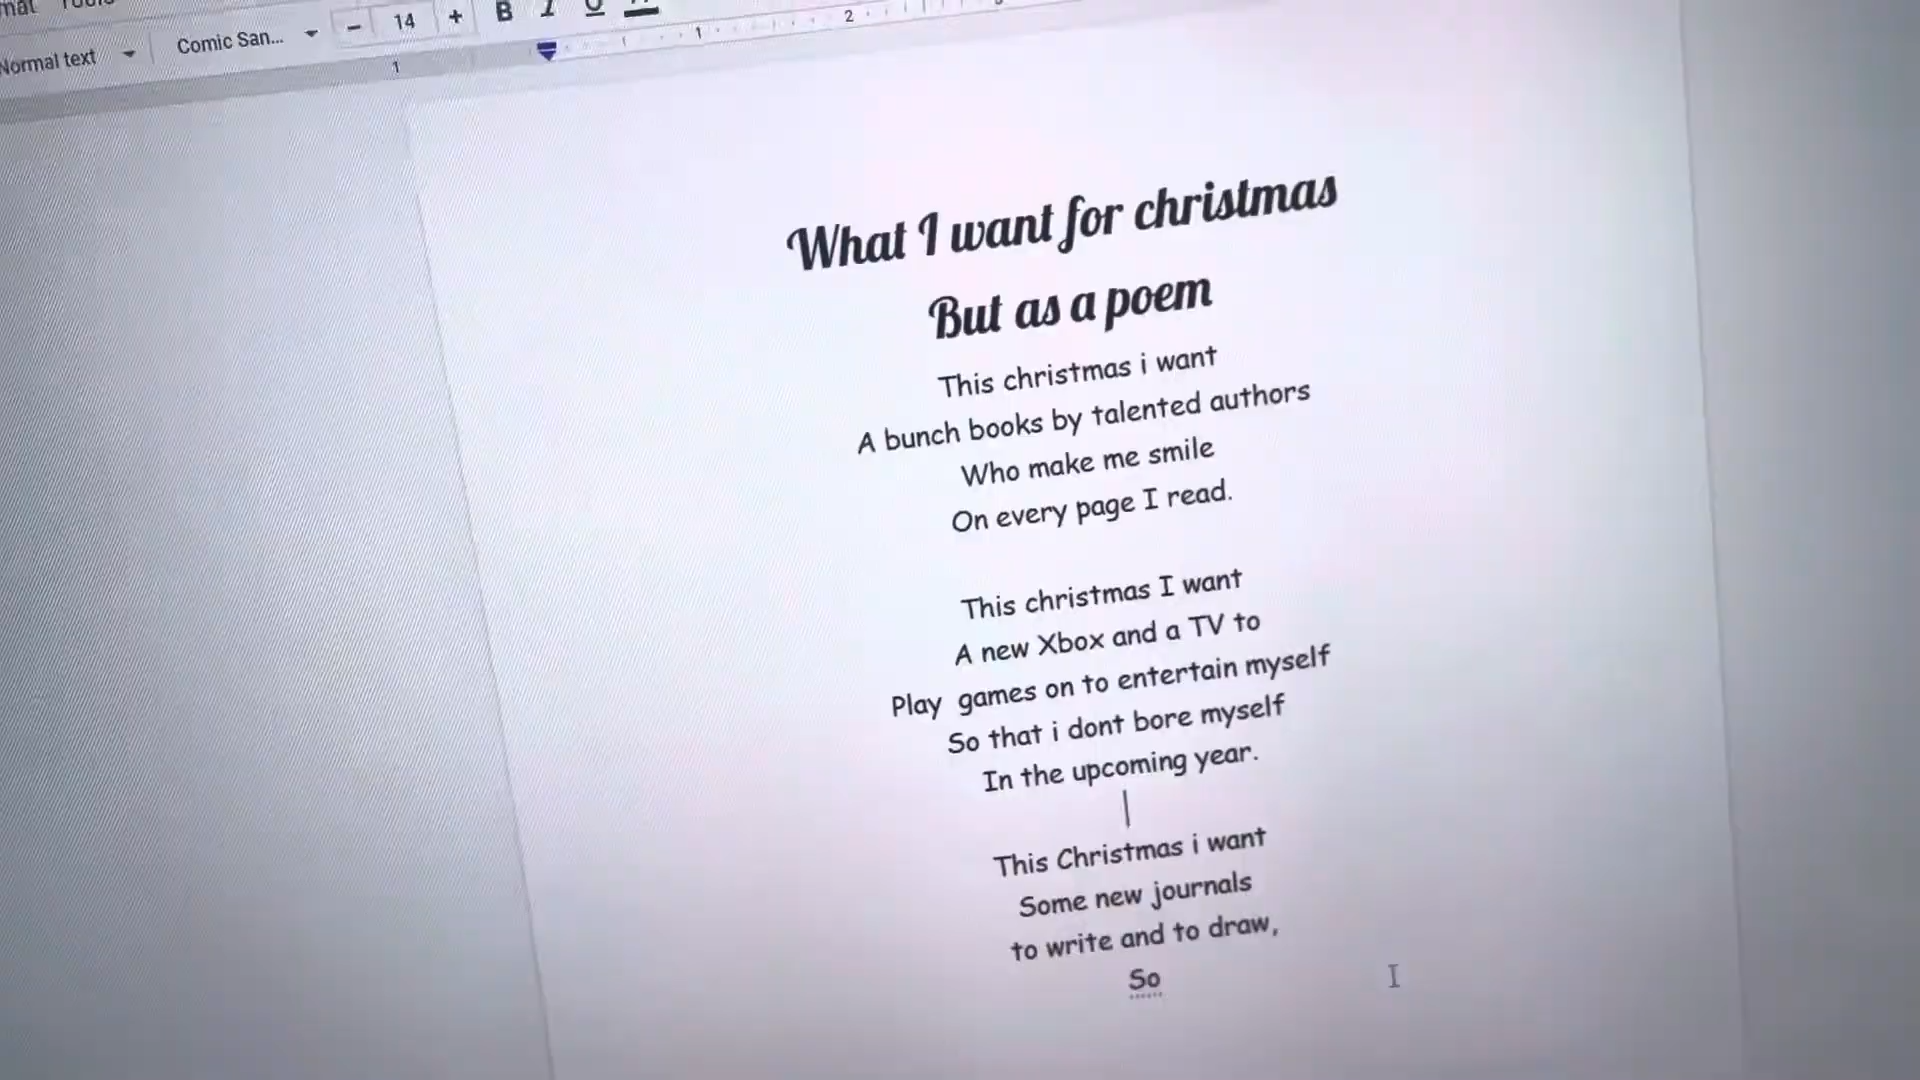 Normal text Comic San... − 14 + B I U
1 1 2
What I want for christmas
But as a poem
This christmas i want
A bunch books by talented authors
Who make me smile
On every page I read.
This christmas I want
A new Xbox and a TV to
Play games on to entertain myself
So that i dont bore myself
In the upcoming year.
This Christmas i want
Some new journals
to write and to draw,
So